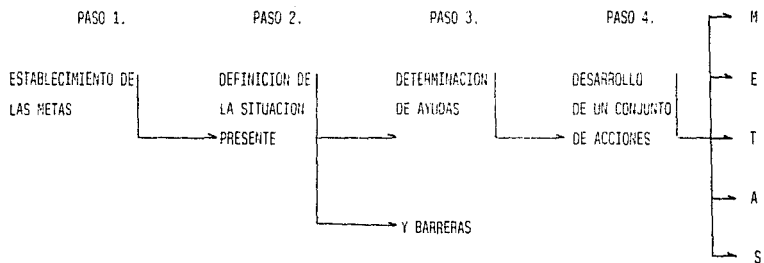 PASO 1.
PASO 2.
PASO 3.
PASO 4.
ESTABLECIMIENTO DE
LAS METAS
DEFINICION DE
LA SITUACION
PRESENTE
DETERMINACION
DE AYUDAS
Y BARRERAS
DESARROLLO
DE UN CONJUNTO
DE ACCIONES
M
E
T
A
S